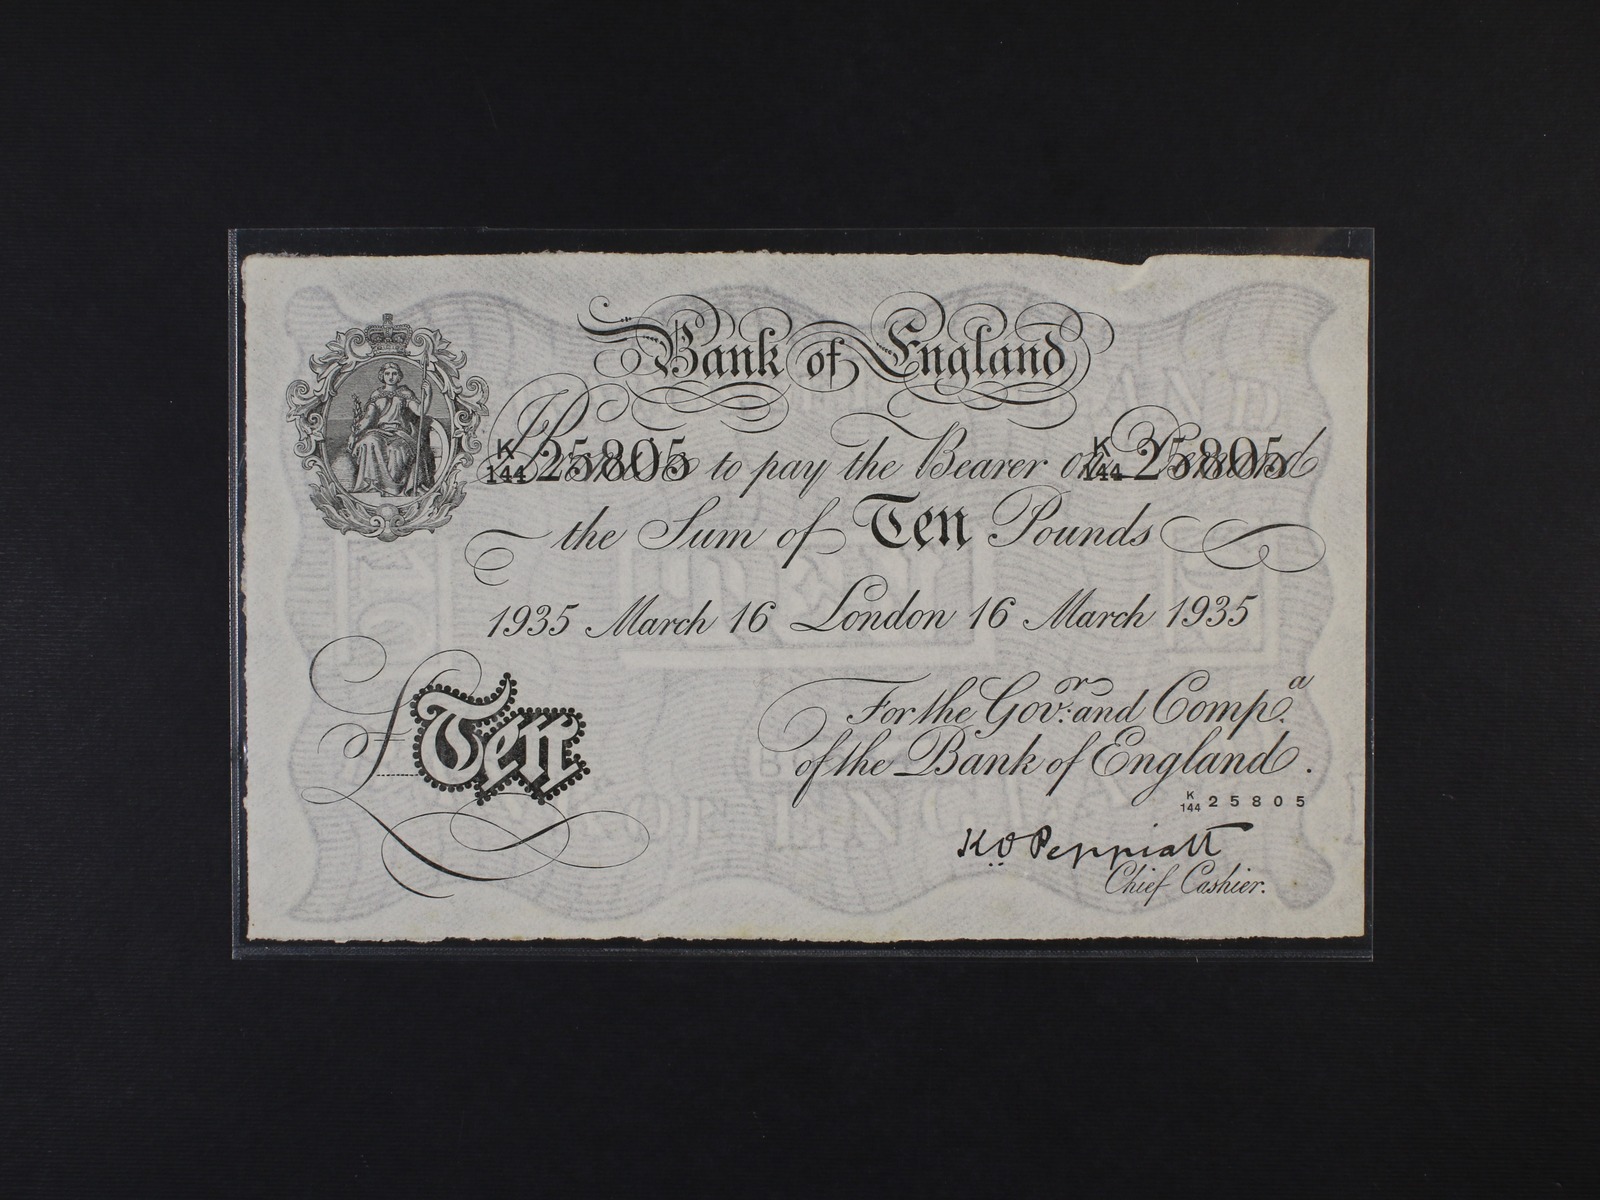 Bank of England
K/144 25805 to pay the Bearer on K/144 25805 Demand
the Sum of Ten Pounds
1935 March 16 London 16 March 1935
For the Govr. and Compa.
£Ten
of the Bank of England.
K/144 25805
K O Peppiatt
Chief Cashier.